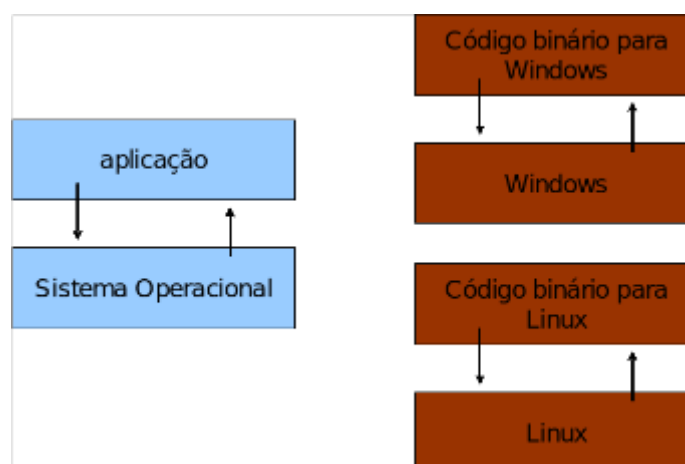 Código binário para
Windows
aplicação
Windows
Sistema Operacional
Código binário para
Linux
Linux